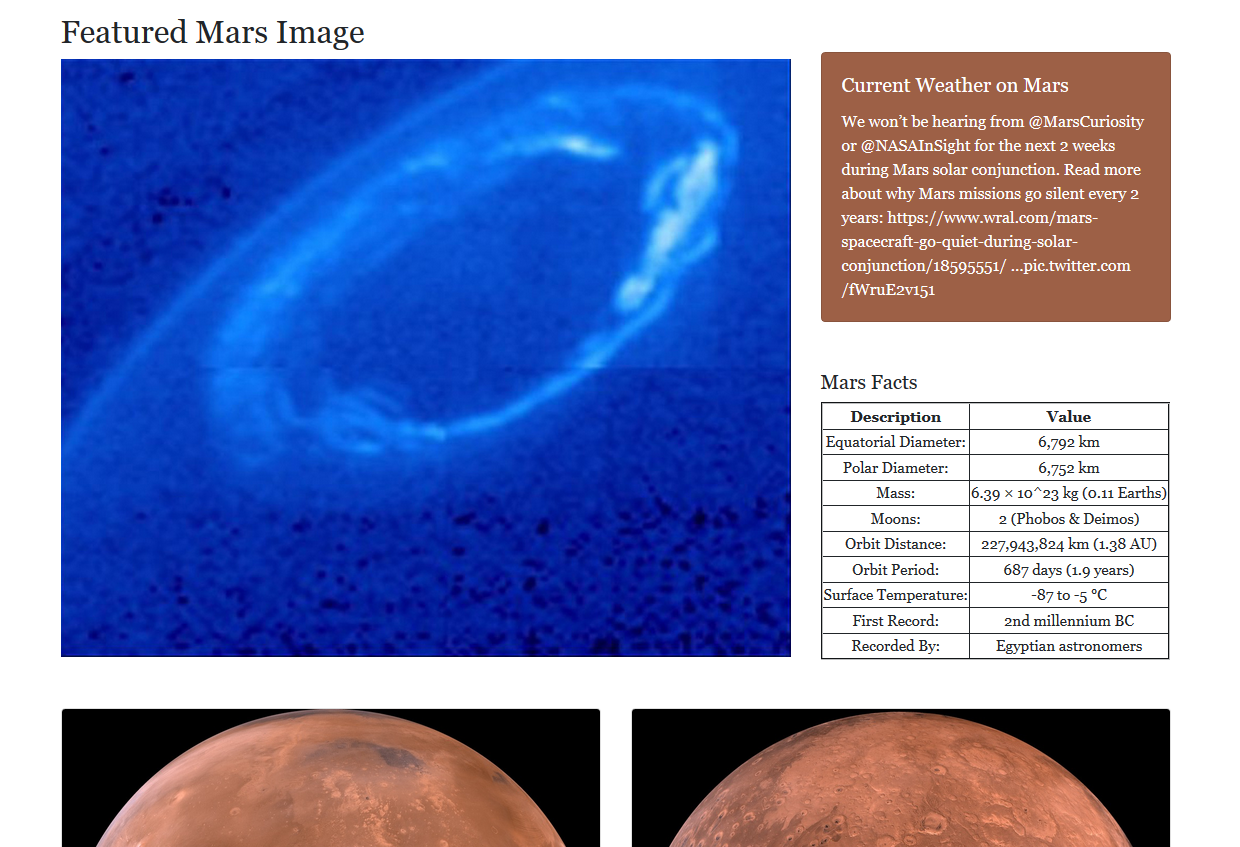 Featured Mars Image
Current Weather on Mars
We won’t be hearing from @MarsCuriosity
or @NASAInSight for the next 2 weeks
during Mars solar conjunction. Read more
about why Mars missions go silent every 2
years: https://www.wral.com/mars-
spacecraft-go-quiet-during-solar-
conjunction/18595551/ …pic.twitter.com
/fWruE2v151
Mars Facts
Description Value
Equatorial Diameter: 6,792 km
Polar Diameter: 6,752 km
Mass: 6.39 × 10^23 kg (0.11 Earths)
Moons: 2 (Phobos & Deimos)
Orbit Distance: 227,943,824 km (1.38 AU)
Orbit Period: 687 days (1.9 years)
Surface Temperature: -87 to -5 °C
First Record: 2nd millennium BC
Recorded By: Egyptian astronomers